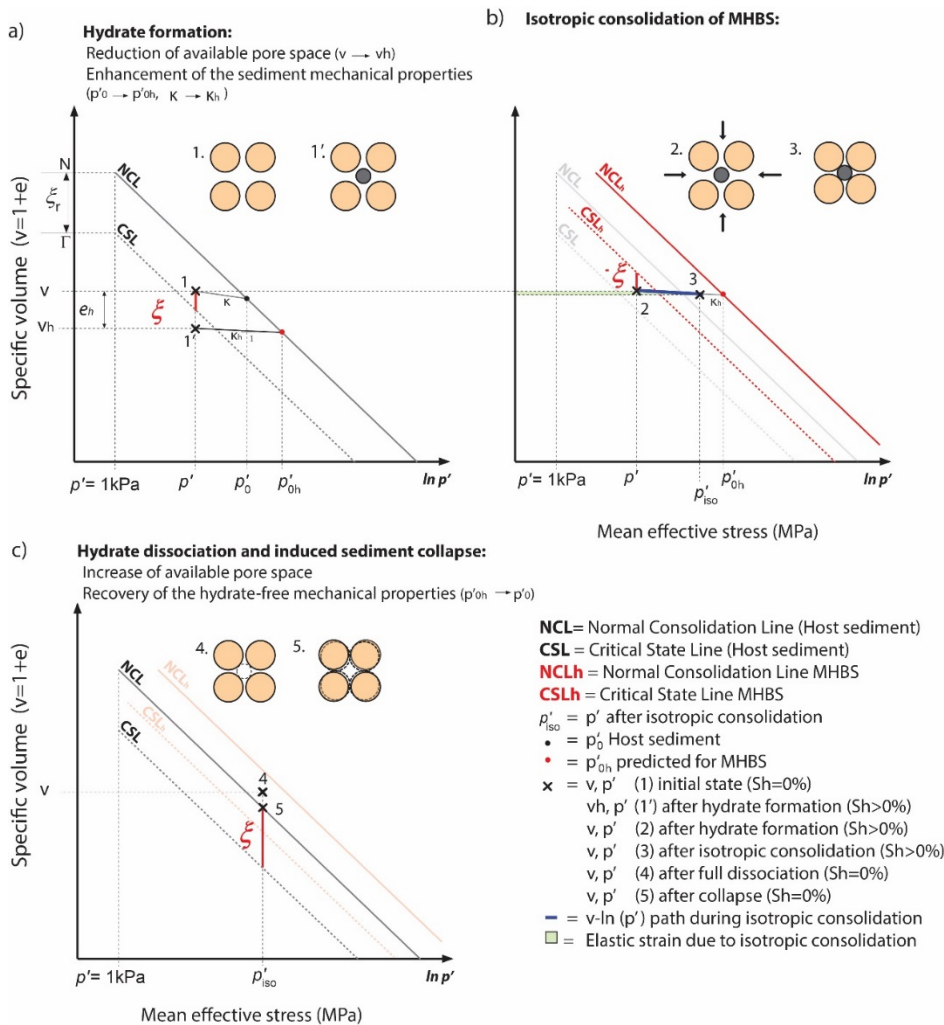 a)
Hydrate formation:
Reduction of available pore space (v → vh)
Enhancement of the sediment mechanical properties
(p'0 → p'0h, κ → κh )
Specific volume (v=1+e)
N
ξr
Γ
v
eh
vh
NCL
CSL
1.
1'.
1
κ
ξ
1'
κh
p'= 1kPa
p'
p'0
p'0h
ln p'
b)
Isotropic consolidation of MHBS:
NCL
NCLh
CSLh
CSL
2.
3.
ξ
3
2
κh
p'= 1kPa
p'
p'iso
p'0h
ln p'
Mean effective stress (MPa)
c)
Hydrate dissociation and induced sediment collapse:
Increase of available pore space
Recovery of the hydrate-free mechanical properties (p'0h → p'0)
Specific volume (v=1+e)
v
NCLh
NCL
CSLh
CSL
4.
5.
4
5
ξ
p'= 1kPa
p'iso
ln p'
Mean effective stress (MPa)
NCL= Normal Consolidation Line (Host sediment)
CSL = Critical State Line (Host sediment)
NCLh = Normal Consolidation Line MHBS
CSLh = Critical State Line MHBS
p'iso = p' after isotropic consolidation
• = p'0 Host sediment
• = p'0h predicted for MHBS
× = v, p' (1) initial state (Sh=0%)
vh, p' (1') after hydrate formation (Sh>0%)
v, p' (2) after hydrate formation (Sh>0%)
v, p' (3) after isotropic consolidation (Sh>0%)
v, p' (4) after full dissociation (Sh=0%)
v, p' (5) after collapse (Sh=0%)
= v-ln (p') path during isotropic consolidation
= Elastic strain due to isotropic consolidation